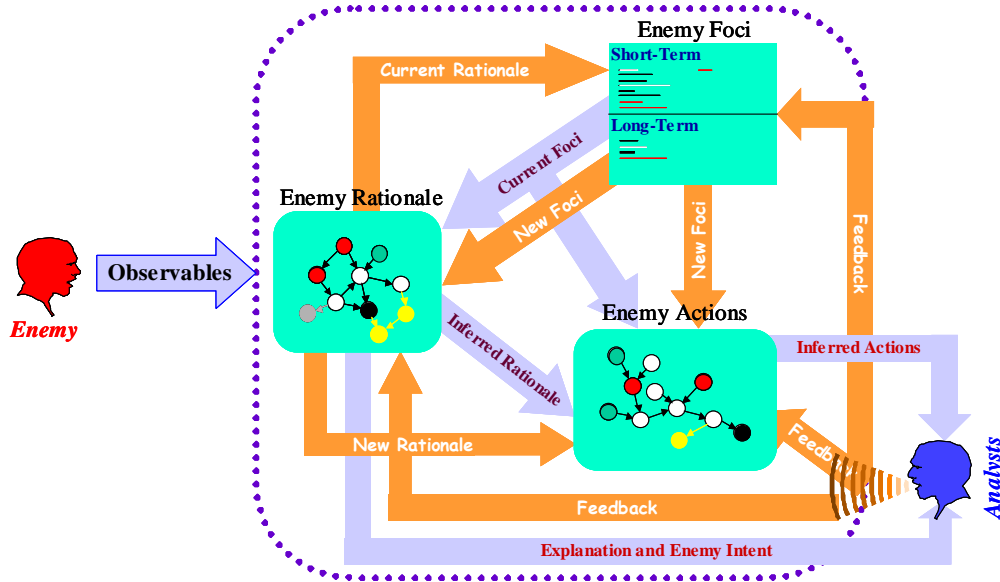 Enemy Foci
Short-Term
Current Rationale
Long-Term
Current Foci
Enemy Rationale
New Foci
New Foci
Feedback
Observables
Enemy
Enemy Actions
Inferred Rationale
Inferred Actions
New Rationale
Feedback
Analysts
Feedback
Explanation and Enemy Intent